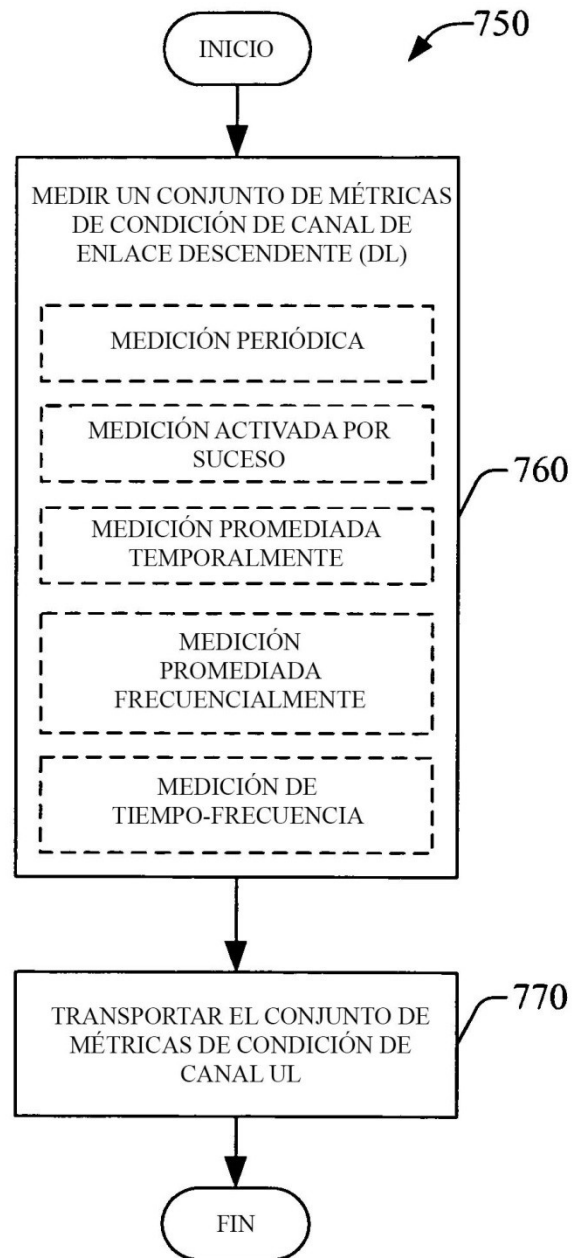 INICIO
750
MEDIR UN CONJUNTO DE MÉTRICAS
DE CONDICIÓN DE CANAL DE
ENLACE DESCENDENTE (DL)
MEDICIÓN PERIÓDICA
MEDICIÓN ACTIVADA POR
SUCESO
760
MEDICIÓN PROMEDIADA
TEMPORALMENTE
MEDICIÓN
PROMEDIADA
FRECUENCIALMENTE
MEDICIÓN DE
TIEMPO-FRECUENCIA
770
TRANSPORTAR EL CONJUNTO DE
MÉTRICAS DE CONDICIÓN DE
CANAL UL
FIN